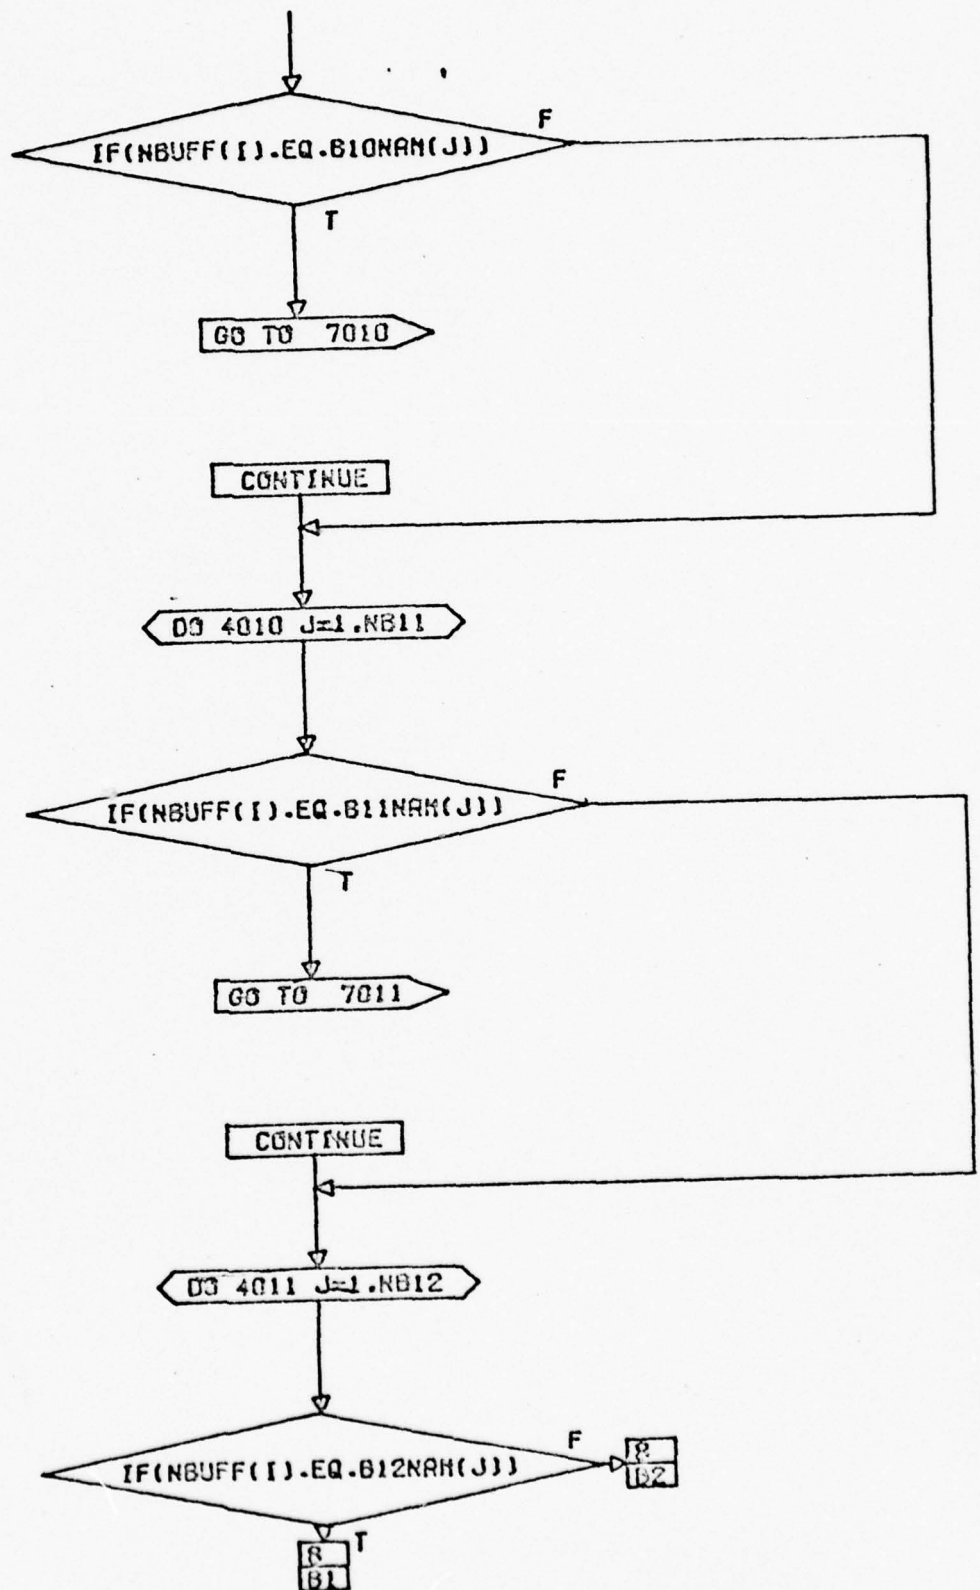 F
IF(NBUFF(I).EQ.B10NAM(J))
T
GO TO 7010
CONTINUE
DO 4010 J=1.NB11
F
IF(NBUFF(I).EQ.B11NAM(J))
T
GO TO 7011
CONTINUE
DO 4011 J=1.NB12
F
IF(NBUFF(I).EQ.B12NAM(J))
8
B2
T
8
B1